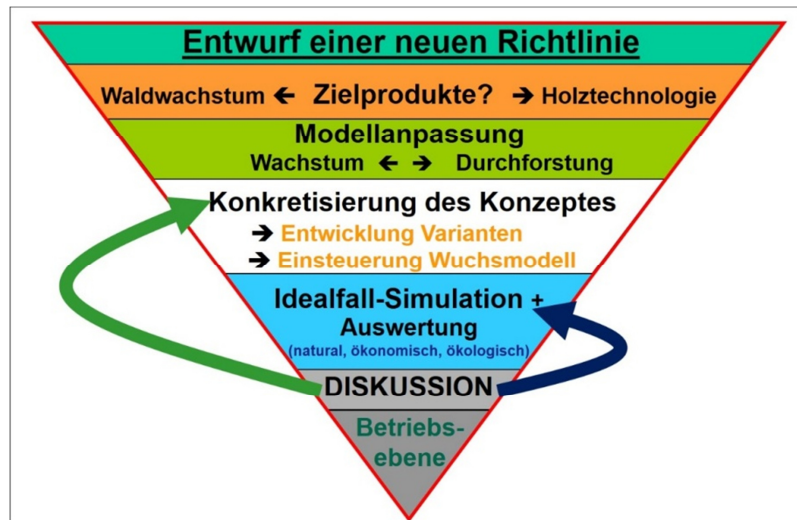 Entwurf einer neuen Richtlinie
Waldwachstum ← Zielprodukte? → Holztechnologie
Modellanpassung
Wachstum ← → Durchforstung
Konkretisierung des Konzeptes
→ Entwicklung Varianten
→ Einsteuerung Wuchsmodell
Idealfall-Simulation +
Auswertung
(natural, ökonomisch, ökologisch)
DISKUSSION
Betriebs-
ebene